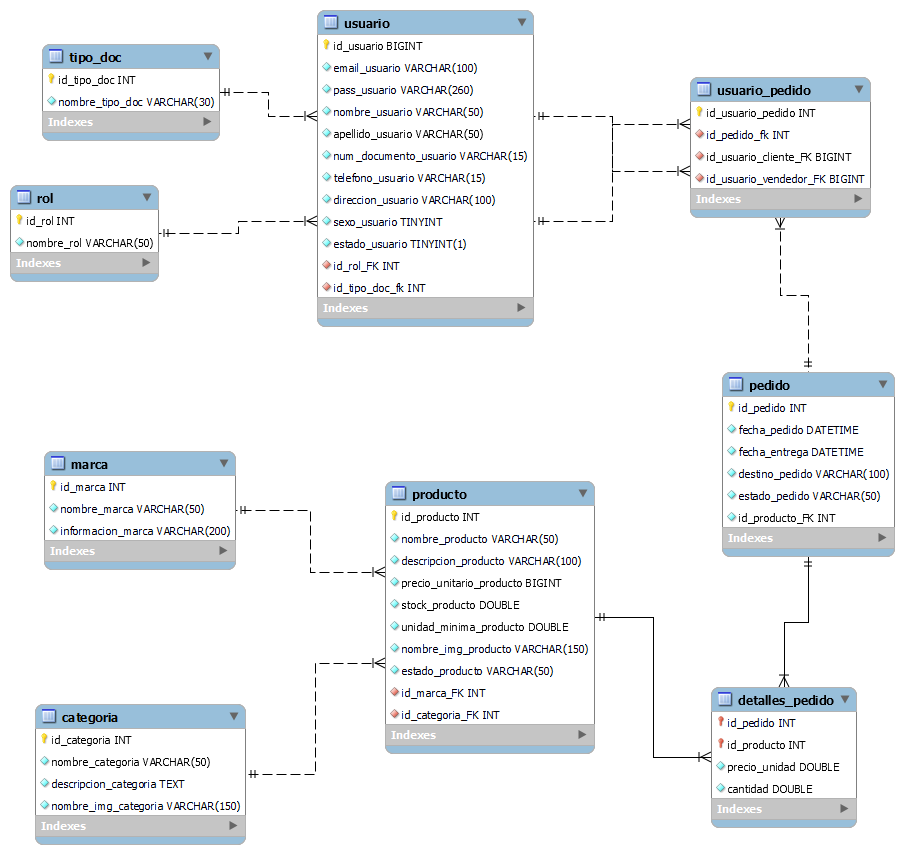 tipo_doc
id_tipo_doc INT
nombre_tipo_doc VARCHAR(30)
Indexes
rol
id_rol INT
nombre_rol VARCHAR(50)
Indexes
usuario
id_usuario BIGINT
email_usuario VARCHAR(100)
pass_usuario VARCHAR(260)
nombre_usuario VARCHAR(50)
apellido_usuario VARCHAR(50)
num_documento_usuario VARCHAR(15)
telefono_usuario VARCHAR(15)
direccion_usuario VARCHAR(100)
sexo_usuario TINYINT
estado_usuario TINYINT(1)
id_rol_FK INT
id_tipo_doc_fk INT
Indexes
usuario_pedido
id_usuario_pedido INT
id_pedido_fk INT
id_usuario_cliente_FK BIGINT
id_usuario_vendedor_FK BIGINT
Indexes
pedido
id_pedido INT
fecha_pedido DATETIME
fecha_entrega DATETIME
destino_pedido VARCHAR(100)
estado_pedido VARCHAR(50)
id_producto_FK INT
Indexes
marca
id_marca INT
nombre_marca VARCHAR(50)
informacion_marca VARCHAR(200)
Indexes
producto
id_producto INT
nombre_producto VARCHAR(50)
descripcion_producto VARCHAR(100)
precio_unitario_producto BIGINT
stock_producto DOUBLE
unidad_minima_producto DOUBLE
nombre_img_producto VARCHAR(150)
estado_producto VARCHAR(50)
id_marca_FK INT
id_categoria_FK INT
Indexes
categoria
id_categoria INT
nombre_categoria VARCHAR(50)
descripcion_categoria TEXT
nombre_img_categoria VARCHAR(150)
Indexes
detalles_pedido
id_pedido INT
id_producto INT
precio_unidad DOUBLE
cantidad DOUBLE
Indexes